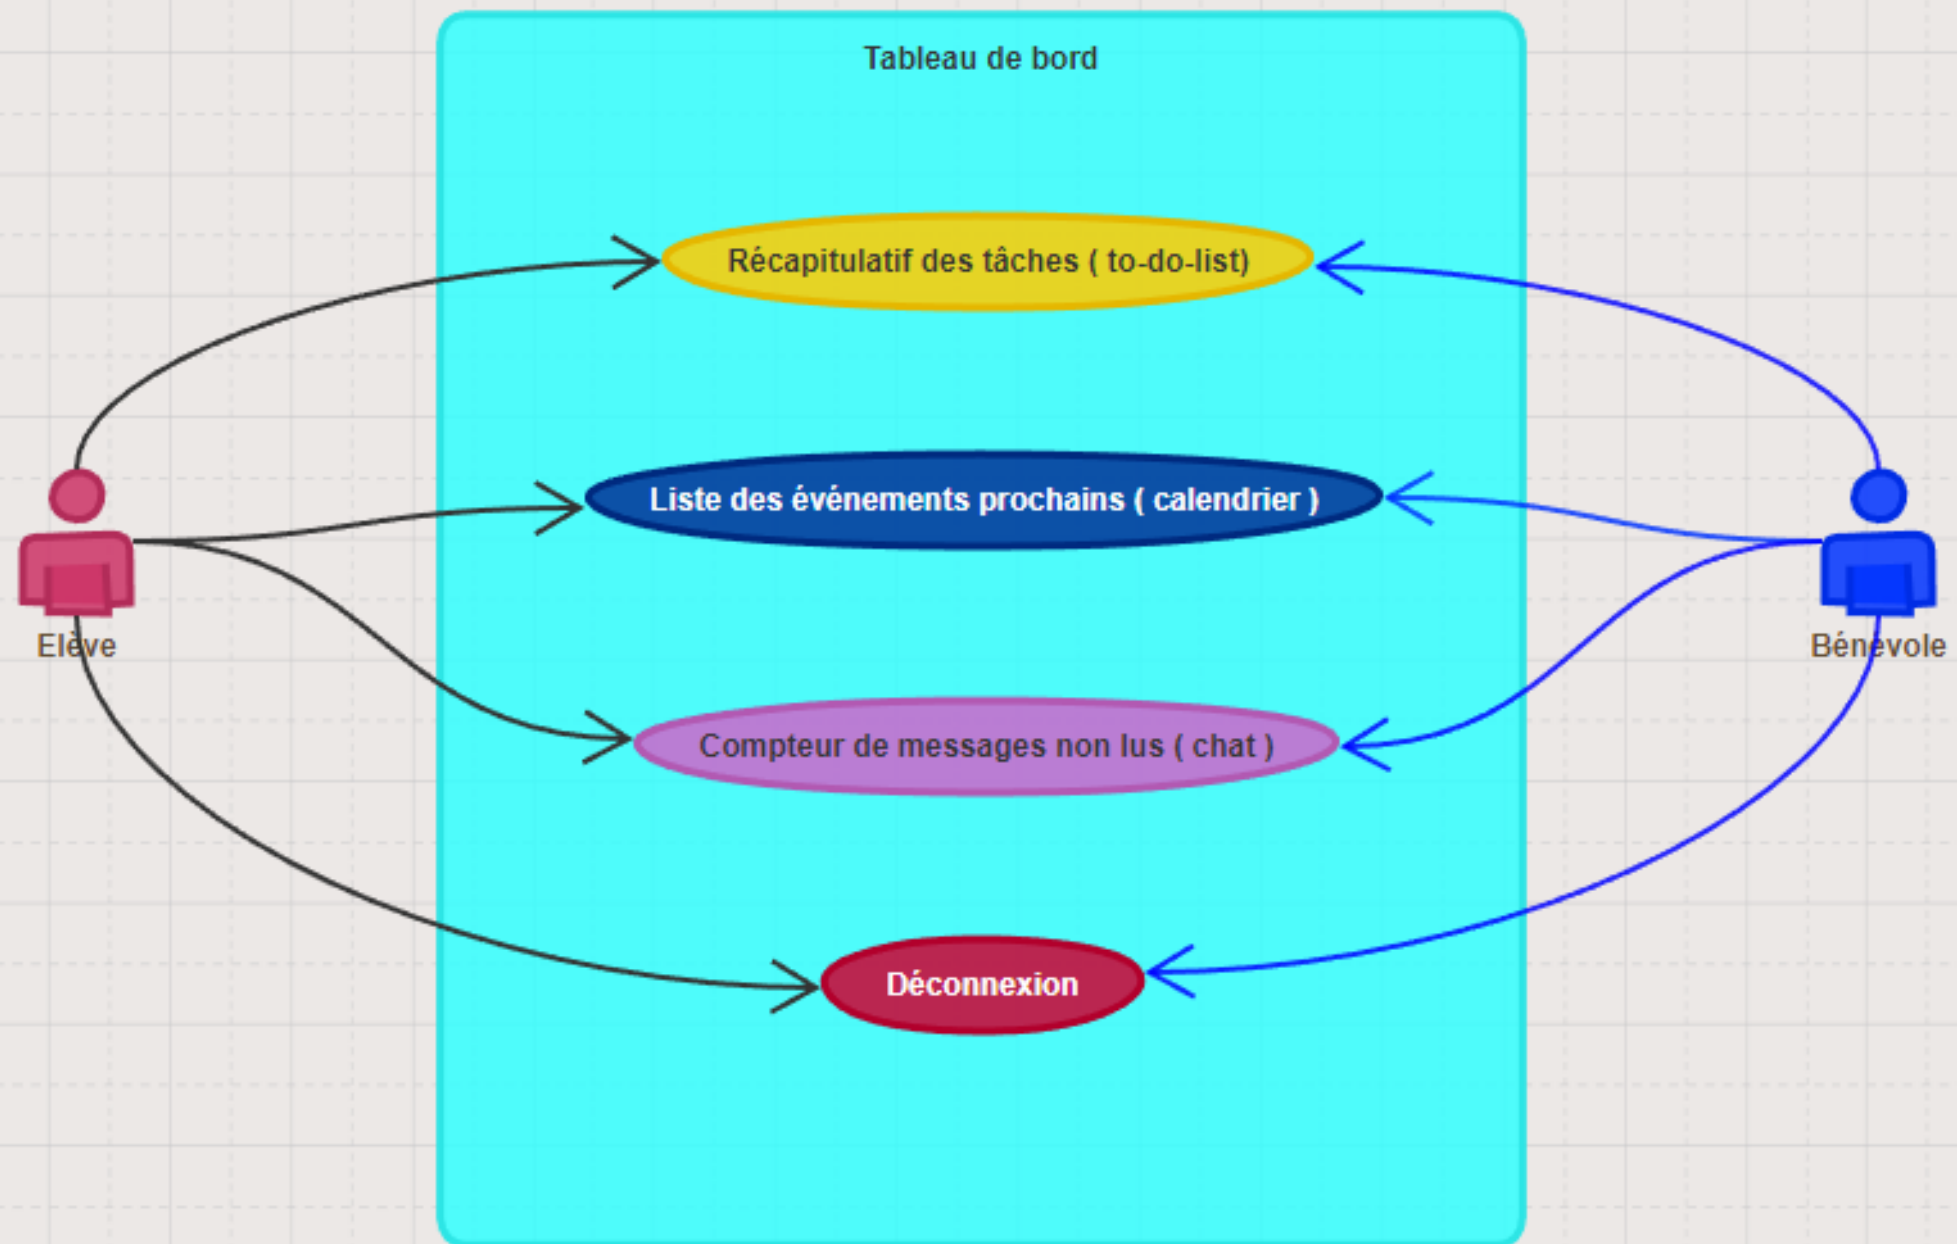 Tableau de bord
Récapitulatif des tâches ( to-do-list)
Liste des événements prochains ( calendrier )
Elève
Bénévole
Compteur de messages non lus ( chat )
Déconnexion